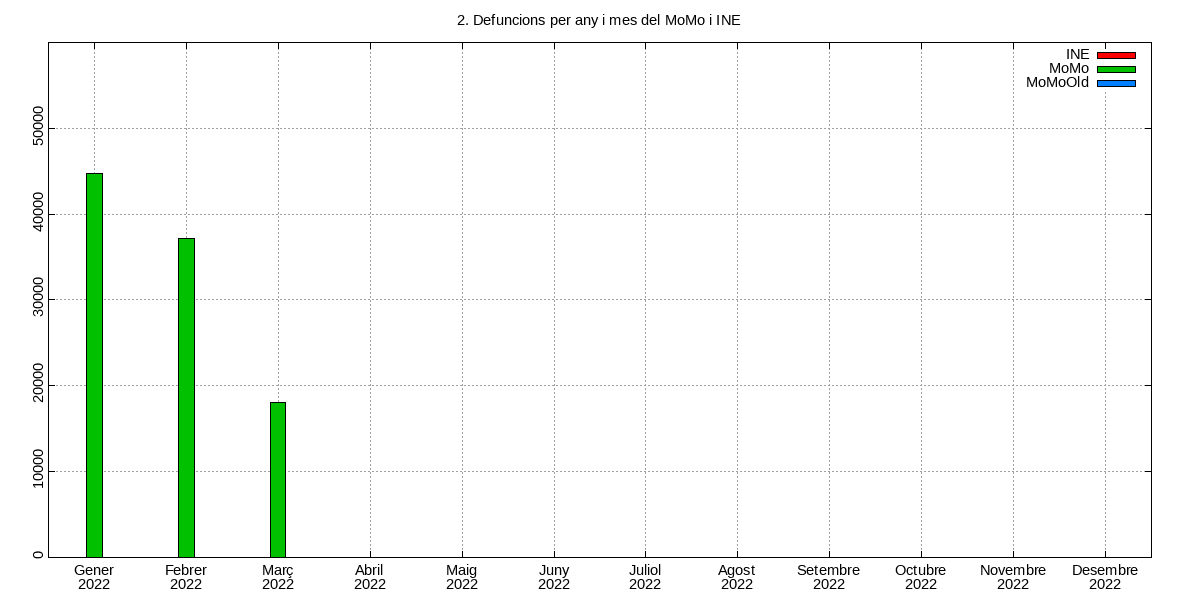 2. Defuncions per any i mes del MoMo i INE
INE
MoMo
MoMoOld
50000
40000
30000
20000
10000
0
Gener Febrer Març Abril Maig Juny Juliol Agost Setembre Octubre Novembre Desembre
2022 2022 2022 2022 2022 2022 2022 2022 2022 2022 2022 2022